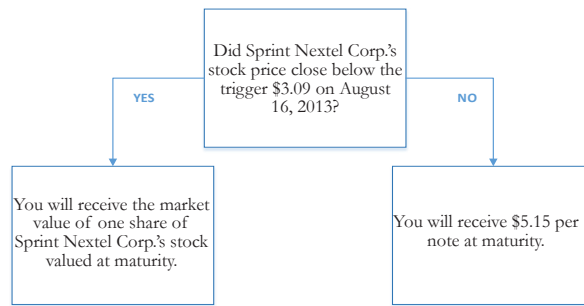 Did Sprint Nextel Corp.'s
stock price close below the
trigger $3.09 on August
16, 2013?
YES
NO
You will receive the market
value of one share of
Sprint Nextel Corp.'s stock
valued at maturity.
You will receive $5.15 per
note at maturity.